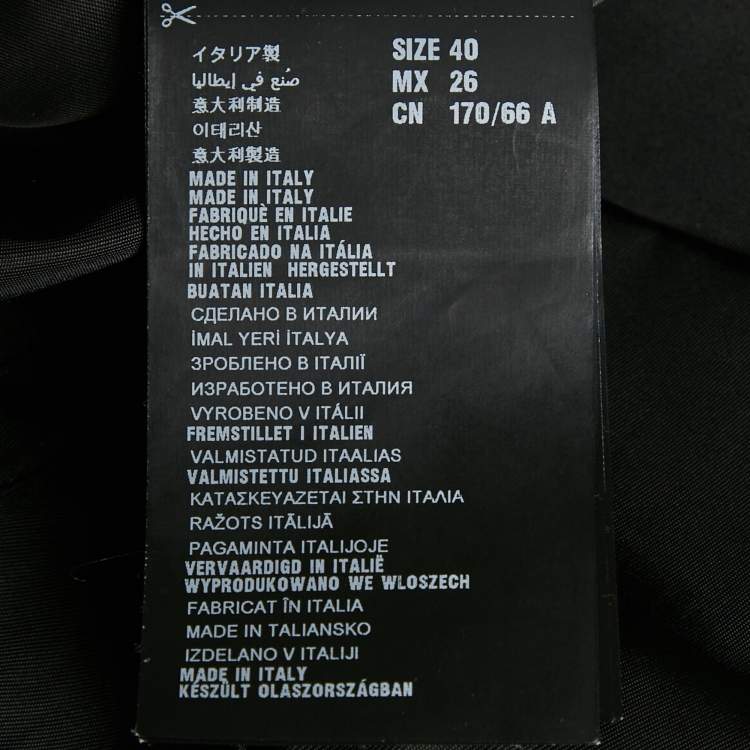 イタリア製
صُنع في إيطاليا
意大利制造
이태리산
意大利製造
MADE IN ITALY
MADE IN ITALY
FABRIQUÈ EN ITALIE
HECHO EN ITALIA
FABRICADO NA ITÁLIA
IN ITALIEN HERGESTELLT
BUATAN ITALIA
СДЕЛАНО В ИТАЛИИ
İMAL YERİ İTALYA
ЗРОБЛЕНО В ІТАЛІЇ
ИЗРАБОТЕНО В ИТАЛИЯ
VYROBENO V ITÁLII
FREMSTILLET I ITALIEN
VALMISTATUD ITAALIAS
VALMISTETTU ITALIASSA
ΚΑΤΑΣΚΕΥΑΖΕΤΑΙ ΣΤΗΝ ΙΤΑΛΙΑ
RAŽOTS ITĀLIJĀ
PAGAMINTA ITALIJOJE
VERVAARDIGD IN ITALIË
WYPRODUKOWANO WE WLOSZECH
FABRICAT ÎN ITALIA
MADE IN TALIANSKO
IZDELANO V ITALIJI
MADE IN ITALY
KÉSZÜLT OLASZORSZÁGBAN
SIZE 40
MX 26
CN 170/66 A